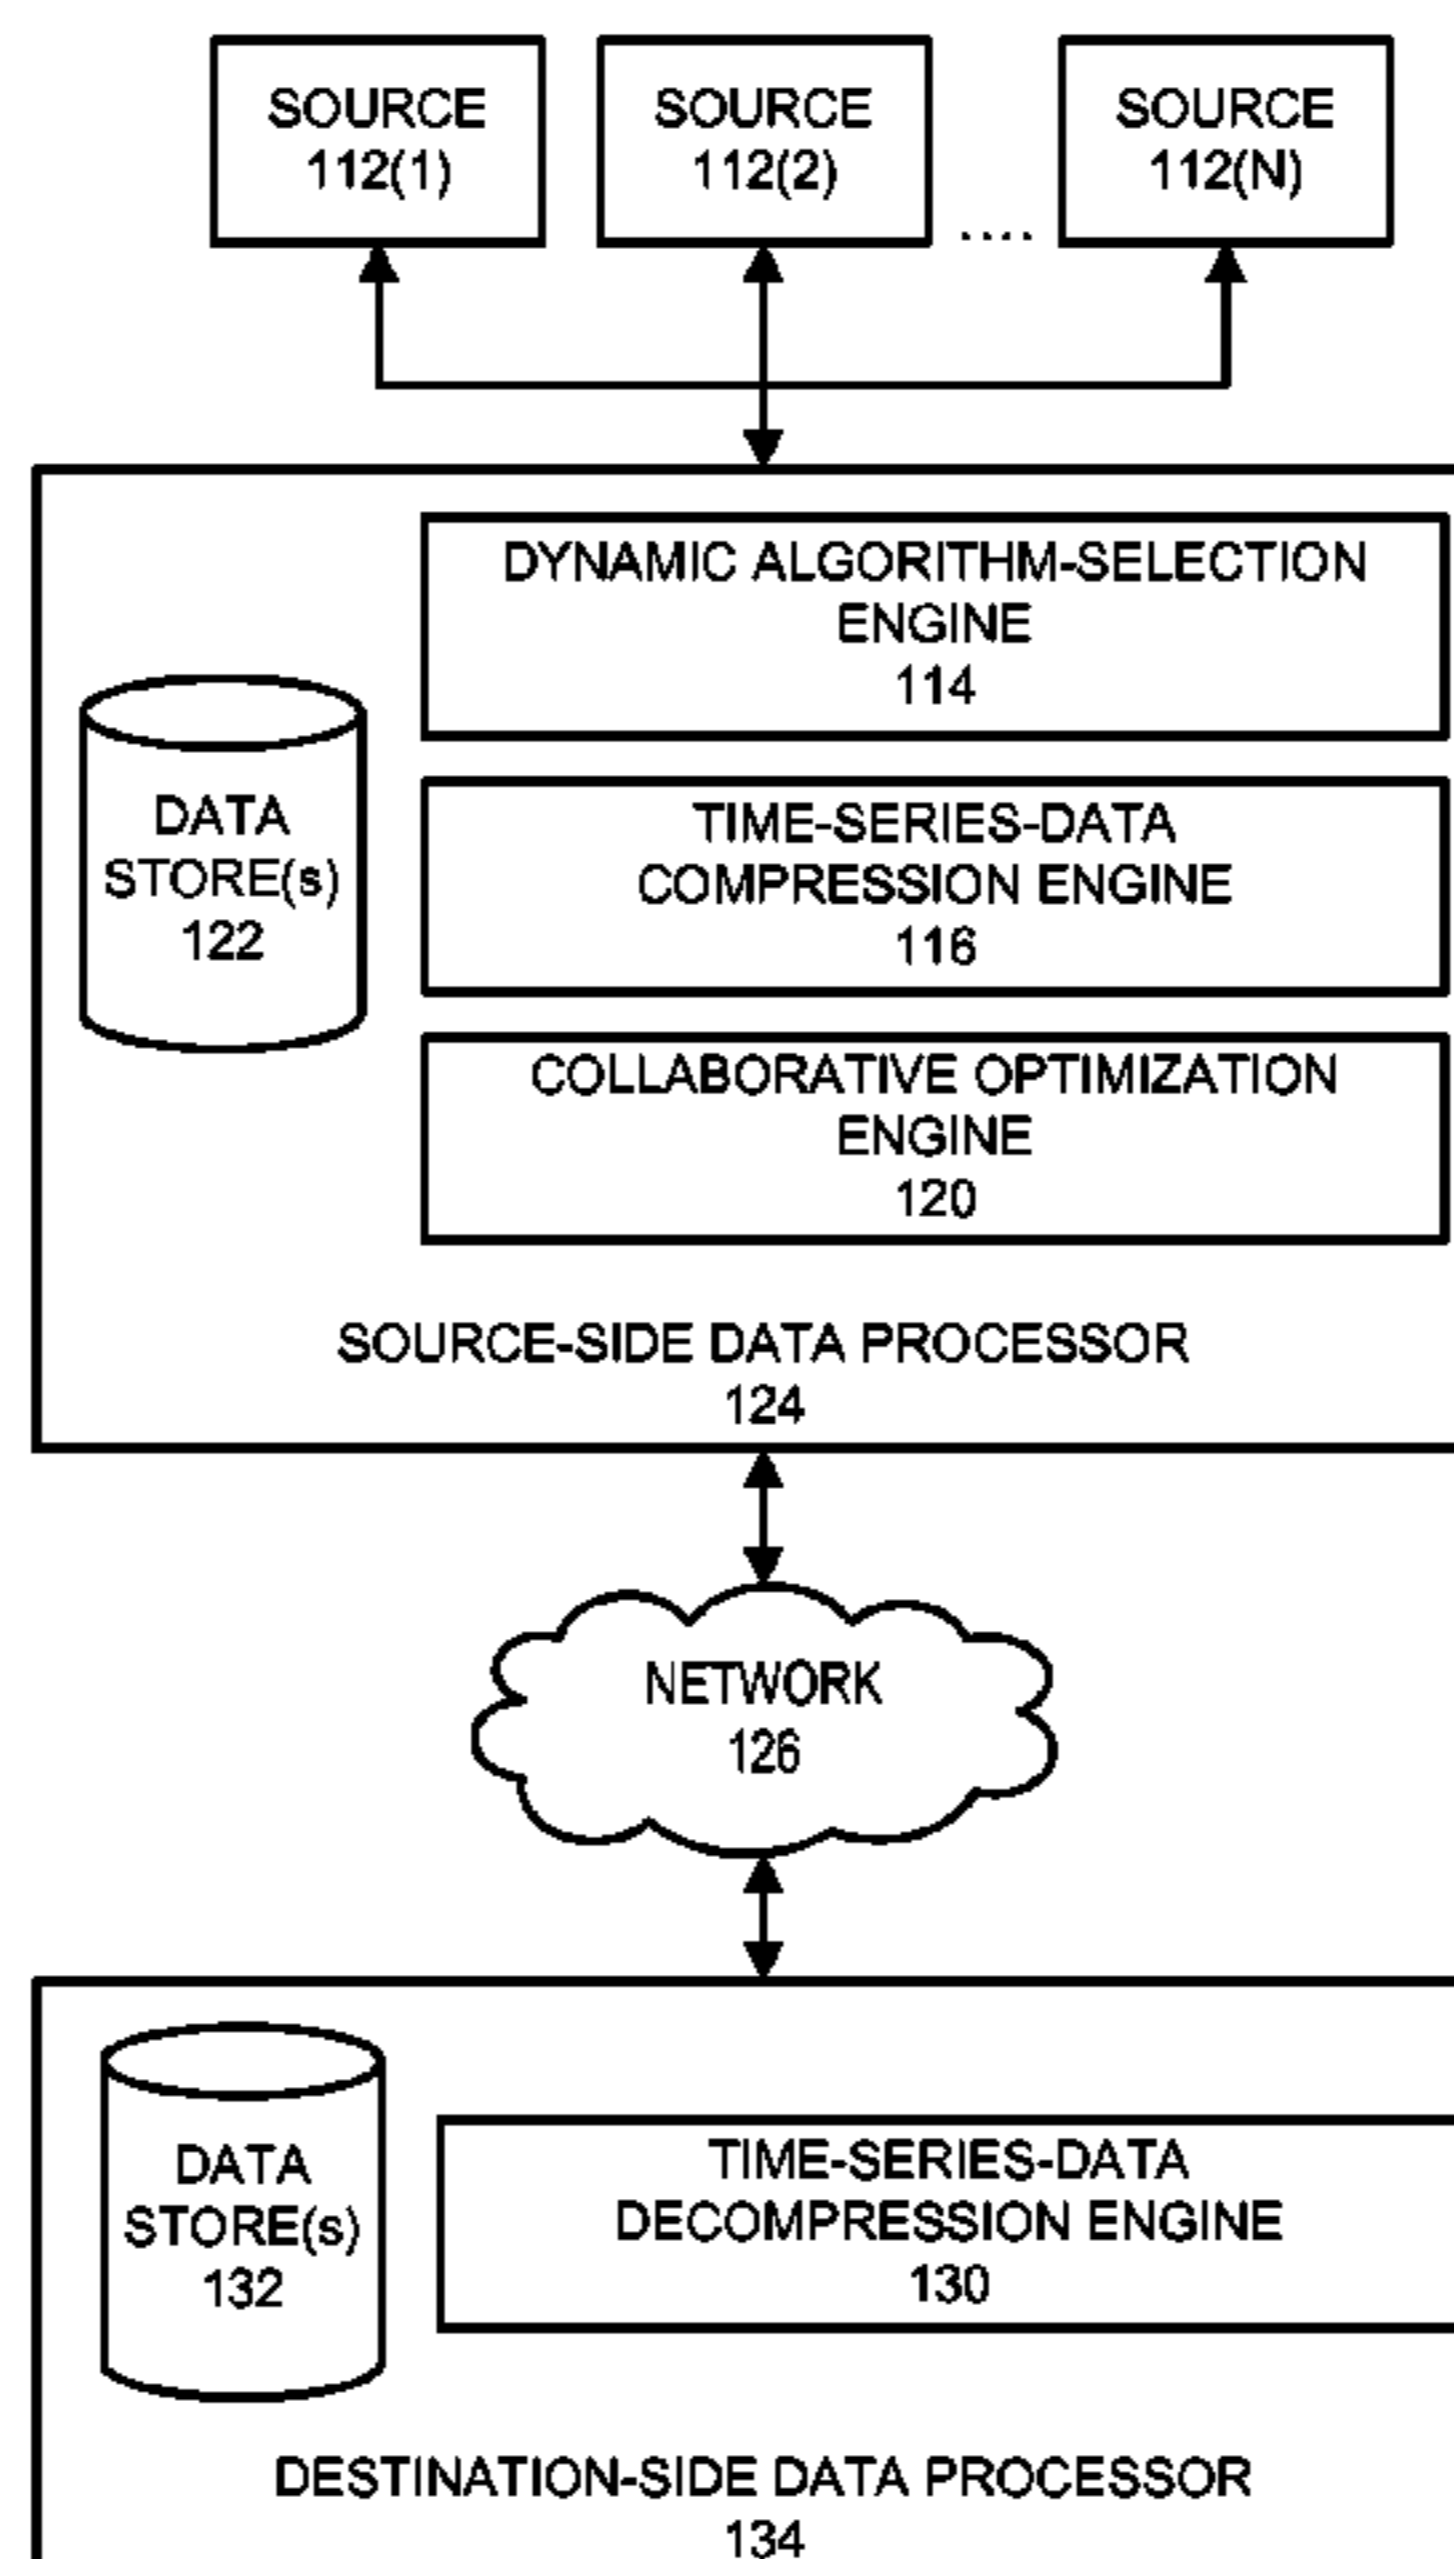 SOURCE
112(1)
SOURCE
112(2)
....
SOURCE
112(N)
DYNAMIC ALGORITHM-SELECTION
ENGINE
114
DATA
STORE(s)
122
TIME-SERIES-DATA
COMPRESSION ENGINE
116
COLLABORATIVE OPTIMIZATION
ENGINE
120
SOURCE-SIDE DATA PROCESSOR
124
NETWORK
126
DATA
STORE(s)
132
TIME-SERIES-DATA
DECOMPRESSION ENGINE
130
DESTINATION-SIDE DATA PROCESSOR
134